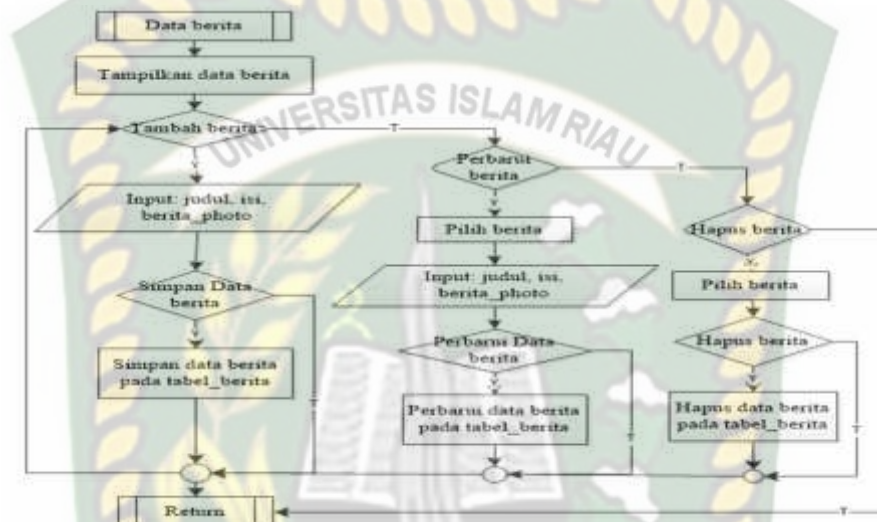 Data berita
Tampilkan data berita
UNIVERSITAS ISLAM RIAU
Tambah berita
T
Y
Input: judul, isi,
berita_photo
Simpan Data
berita
Y
T
Simpan data berita
pada tabel_berita
Perbarui
berita
T
Y
Pilih berita
Input: judul, isi,
berita_photo
Perbarui Data
berita
Y
T
Perbarui data berita
pada tabel_berita
Hapus berita
Y
Pilih berita
Hapus berita
Y
T
Hapus data berita
pada tabel_berita
Return
T